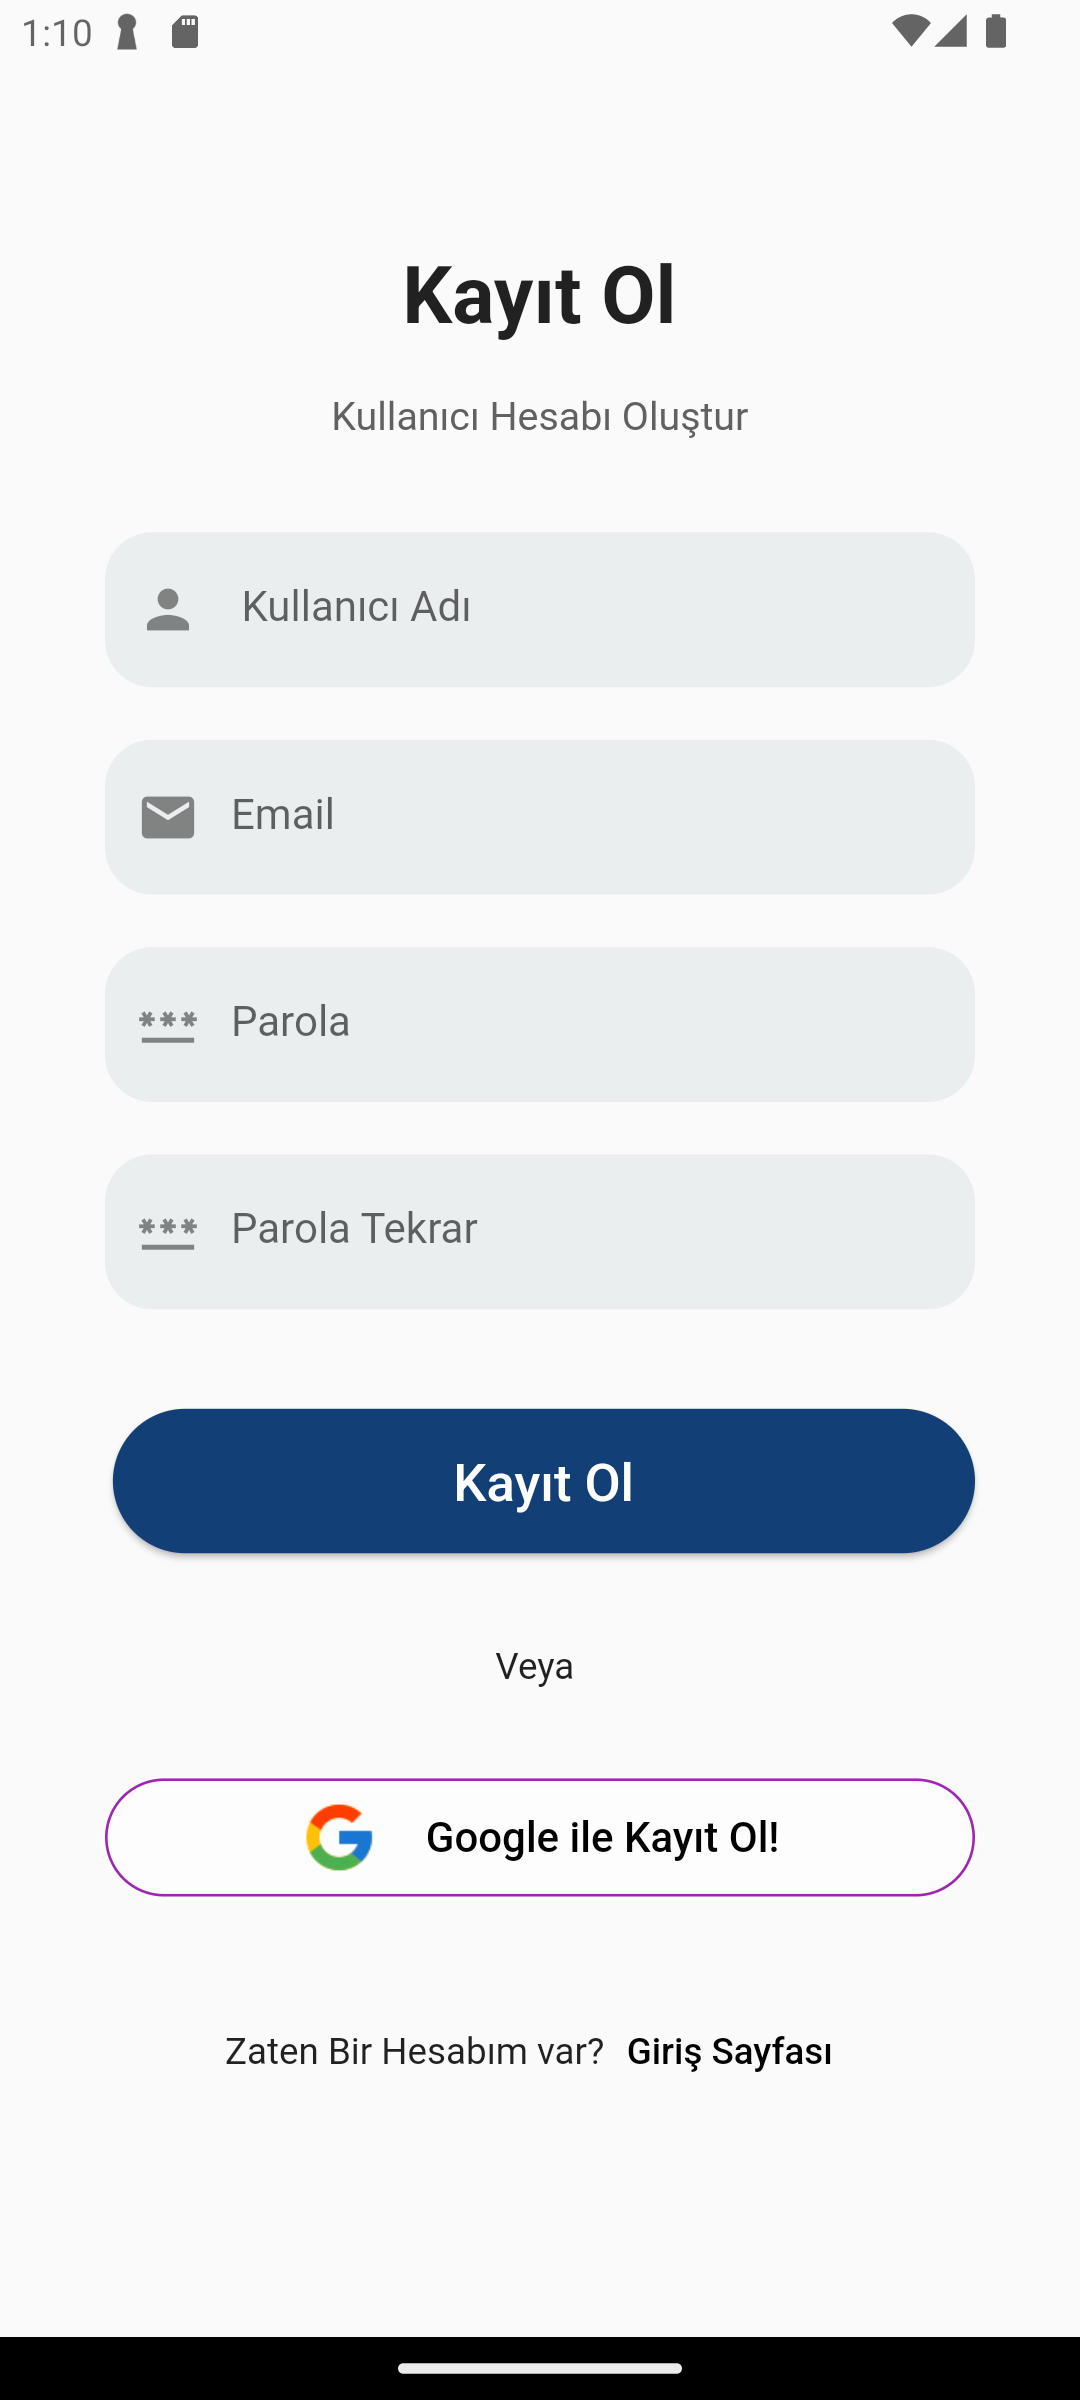 1:10
Kayıt Ol
Kullanıcı Hesabı Oluştur
Kullanıcı Adı
Email
Parola
Parola Tekrar
Kayıt Ol
Veya
Google ile Kayıt Ol!
Zaten Bir Hesabım var? Giriş Sayfası